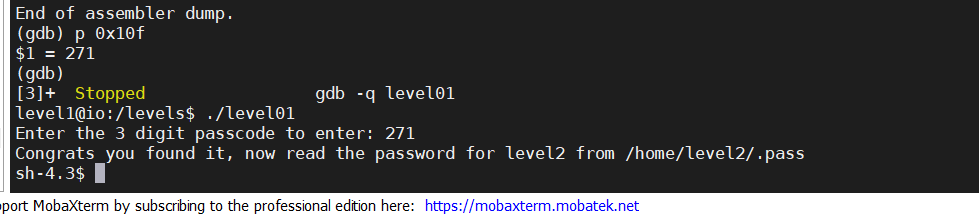 End of assembler dump.
(gdb) p 0x10f
$1 = 271
(gdb)
[3]+  Stopped                 gdb -q level01
level1@io:/levels$ ./level01
Enter the 3 digit passcode to enter: 271
Congrats you found it, now read the password for level2 from /home/level2/.pass
sh-4.3$
pport MobaXterm by subscribing to the professional edition here:  https://mobaxterm.mobatek.net